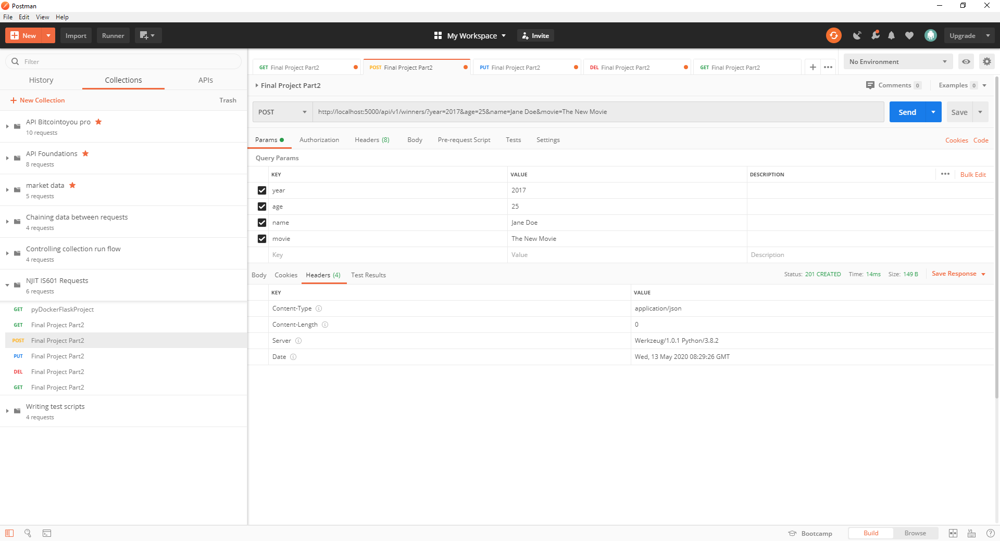 Postman
File Edit View Help
New Import Runner My Workspace Invite Upgrade
Filter
History Collections APIs
New Collection Trash
API Bitcointoyou pro
10 requests
API Foundations
8 requests
market data
5 requests
Chaining data between requests
4 requests
Controlling collection run flow
4 requests
NJIT IS601 Requests
6 requests
GET pyDockerFlaskProject
GET Final Project Part2
POST Final Project Part2
PUT Final Project Part2
DEL Final Project Part2
GET Final Project Part2
Writing test scripts
4 requests
GET Final Project Part2 POST Final Project Part2 PUT Final Project Part2 DEL Final Project Part2 GET Final Project Part2 No Environment
Final Project Part2 Comments 0 Examples 0
POST http://localhost:5000/api/v1/winners/?year=2017&age=25&name=Jane Doe&movie=The New Movie Send Save
Params Authorization Headers (8) Body Pre-request Script Tests Settings Cookies Code
Query Params
KEY VALUE DESCRIPTION Bulk Edit
year 2017
age 25
name Jane Doe
movie The New Movie
Key Value Description
Body Cookies Headers (4) Test Results Status: 201 CREATED Time: 14ms Size: 149 B Save Response
KEY VALUE
Content-Type application/json
Content-Length 0
Server Werkzeug/1.0.1 Python/3.8.2
Date Wed, 13 May 2020 08:29:26 GMT
Bootcamp Build Browse